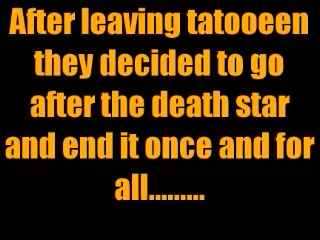 After leaving tatooeen
they decided to go
after the death star
and end it once and for
all.........